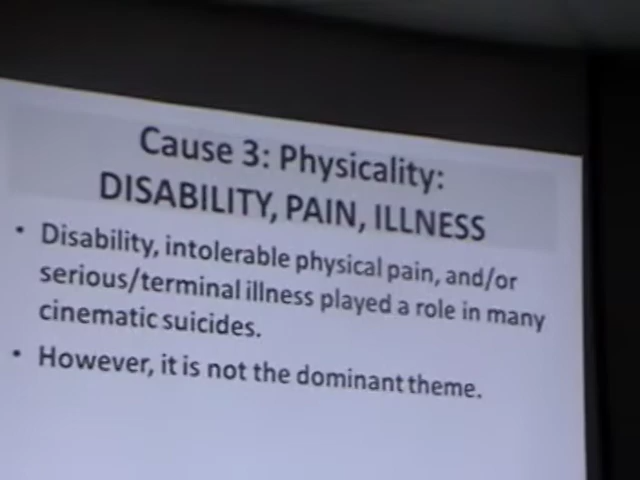 Cause 3: Physicality:
DISABILITY, PAIN, ILLNESS
• Disability, intolerable physical pain, and/or
serious/terminal illness played a role in many
cinematic suicides.
• However, it is not the dominant theme.